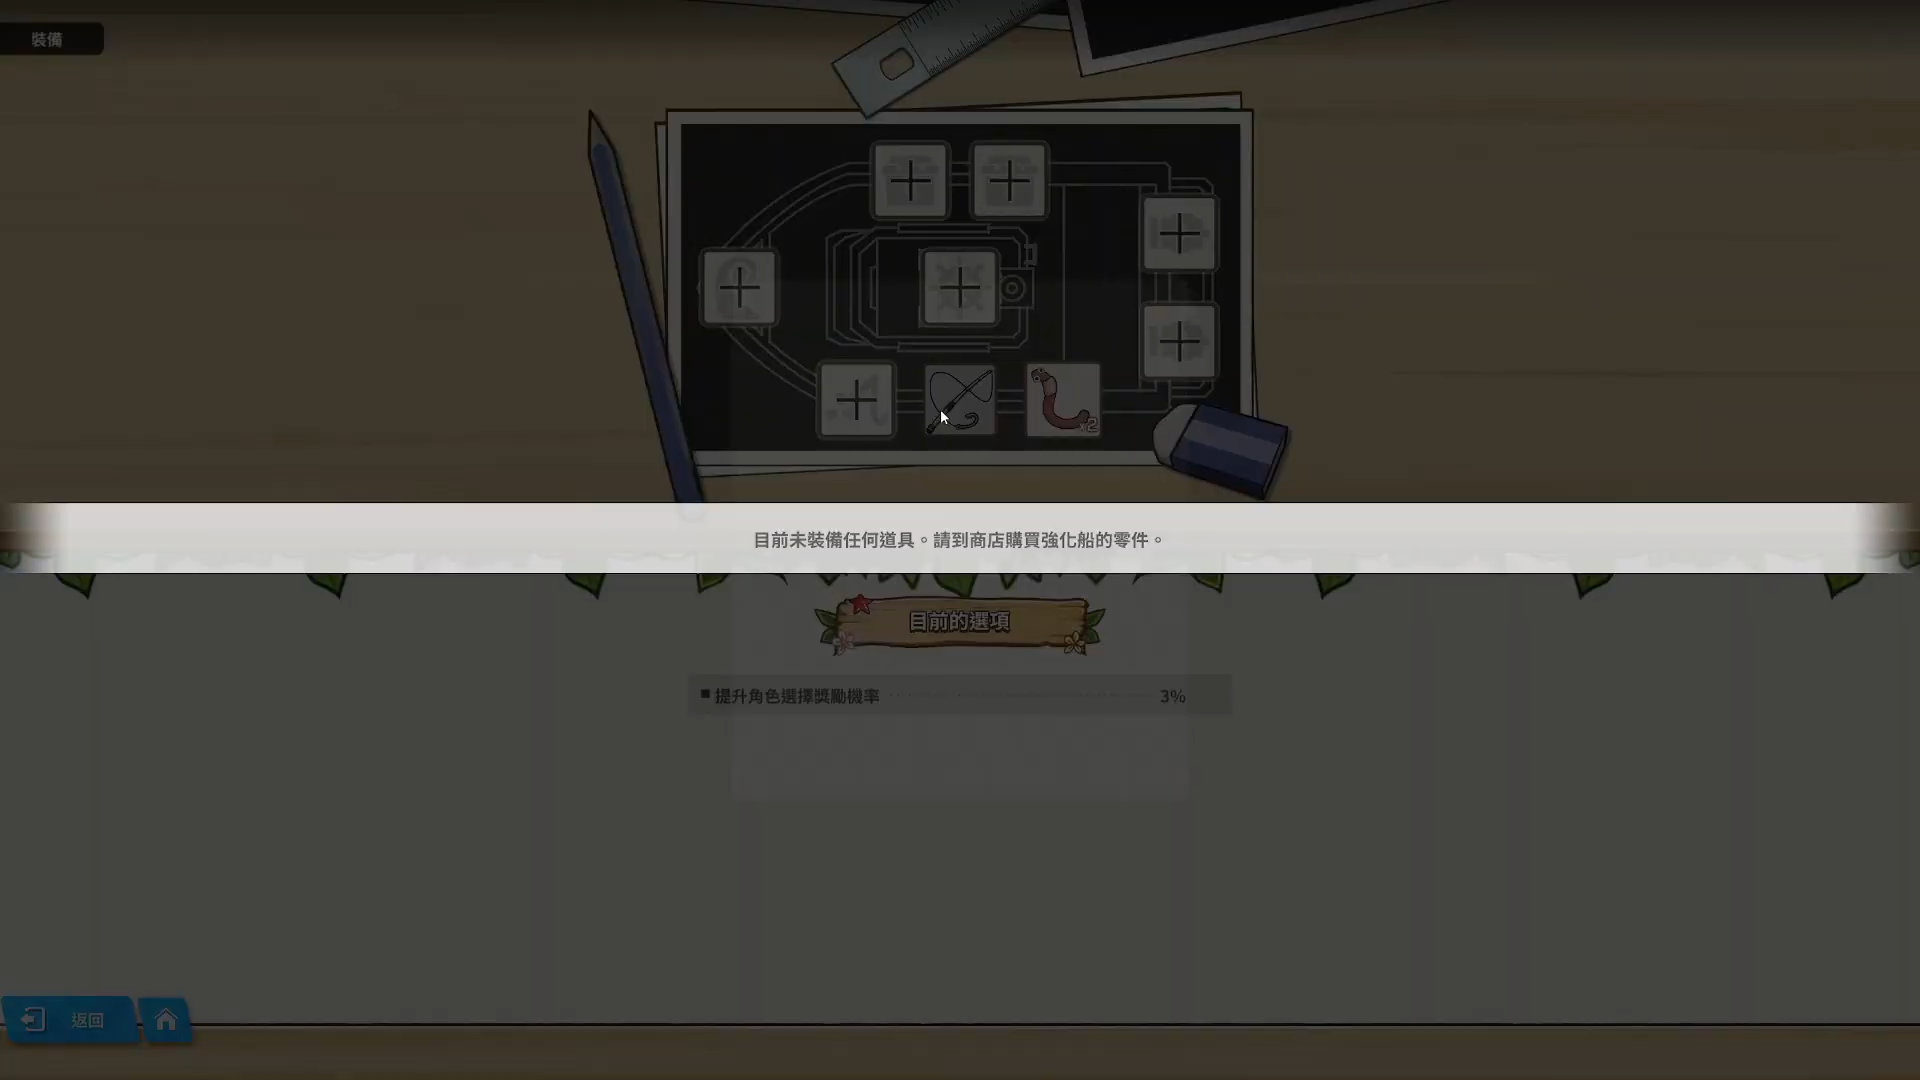 裝備
x2
目前未裝備任何道具。請到商店購買強化船的零件。
目前的選項
■ 提升角色選擇獎勵機率 3%
返回